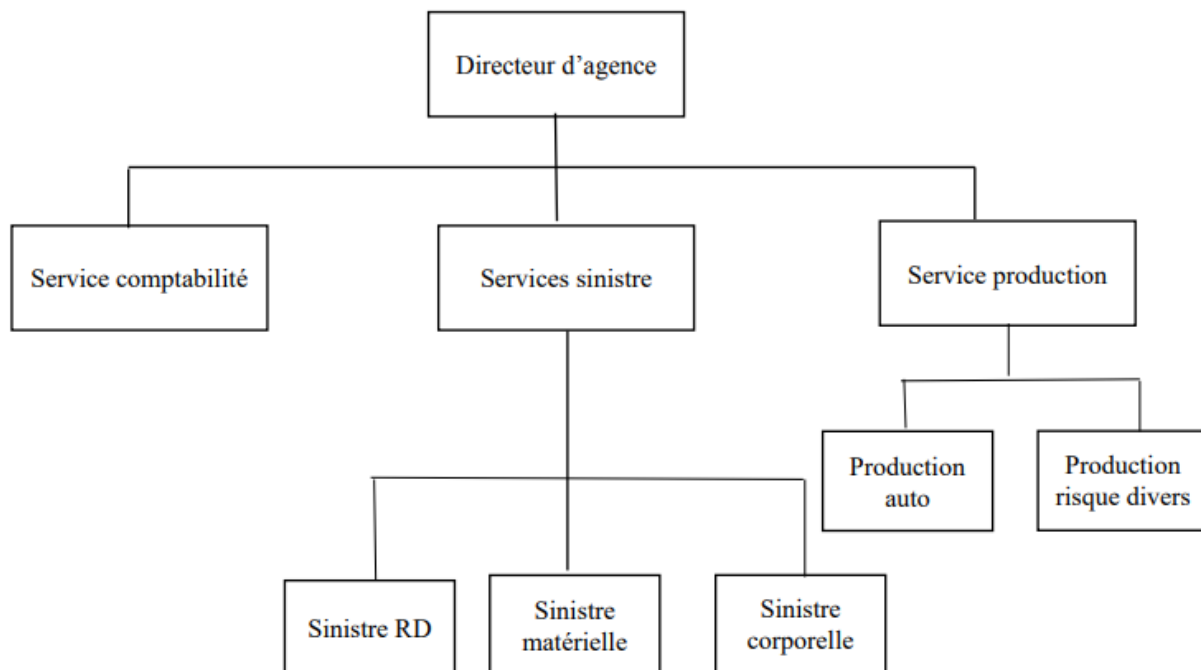 Directeur d’agence
Service comptabilité
Services sinistre
Service production
Production
auto
Production
risque divers
Sinistre RD
Sinistre
matérielle
Sinistre
corporelle